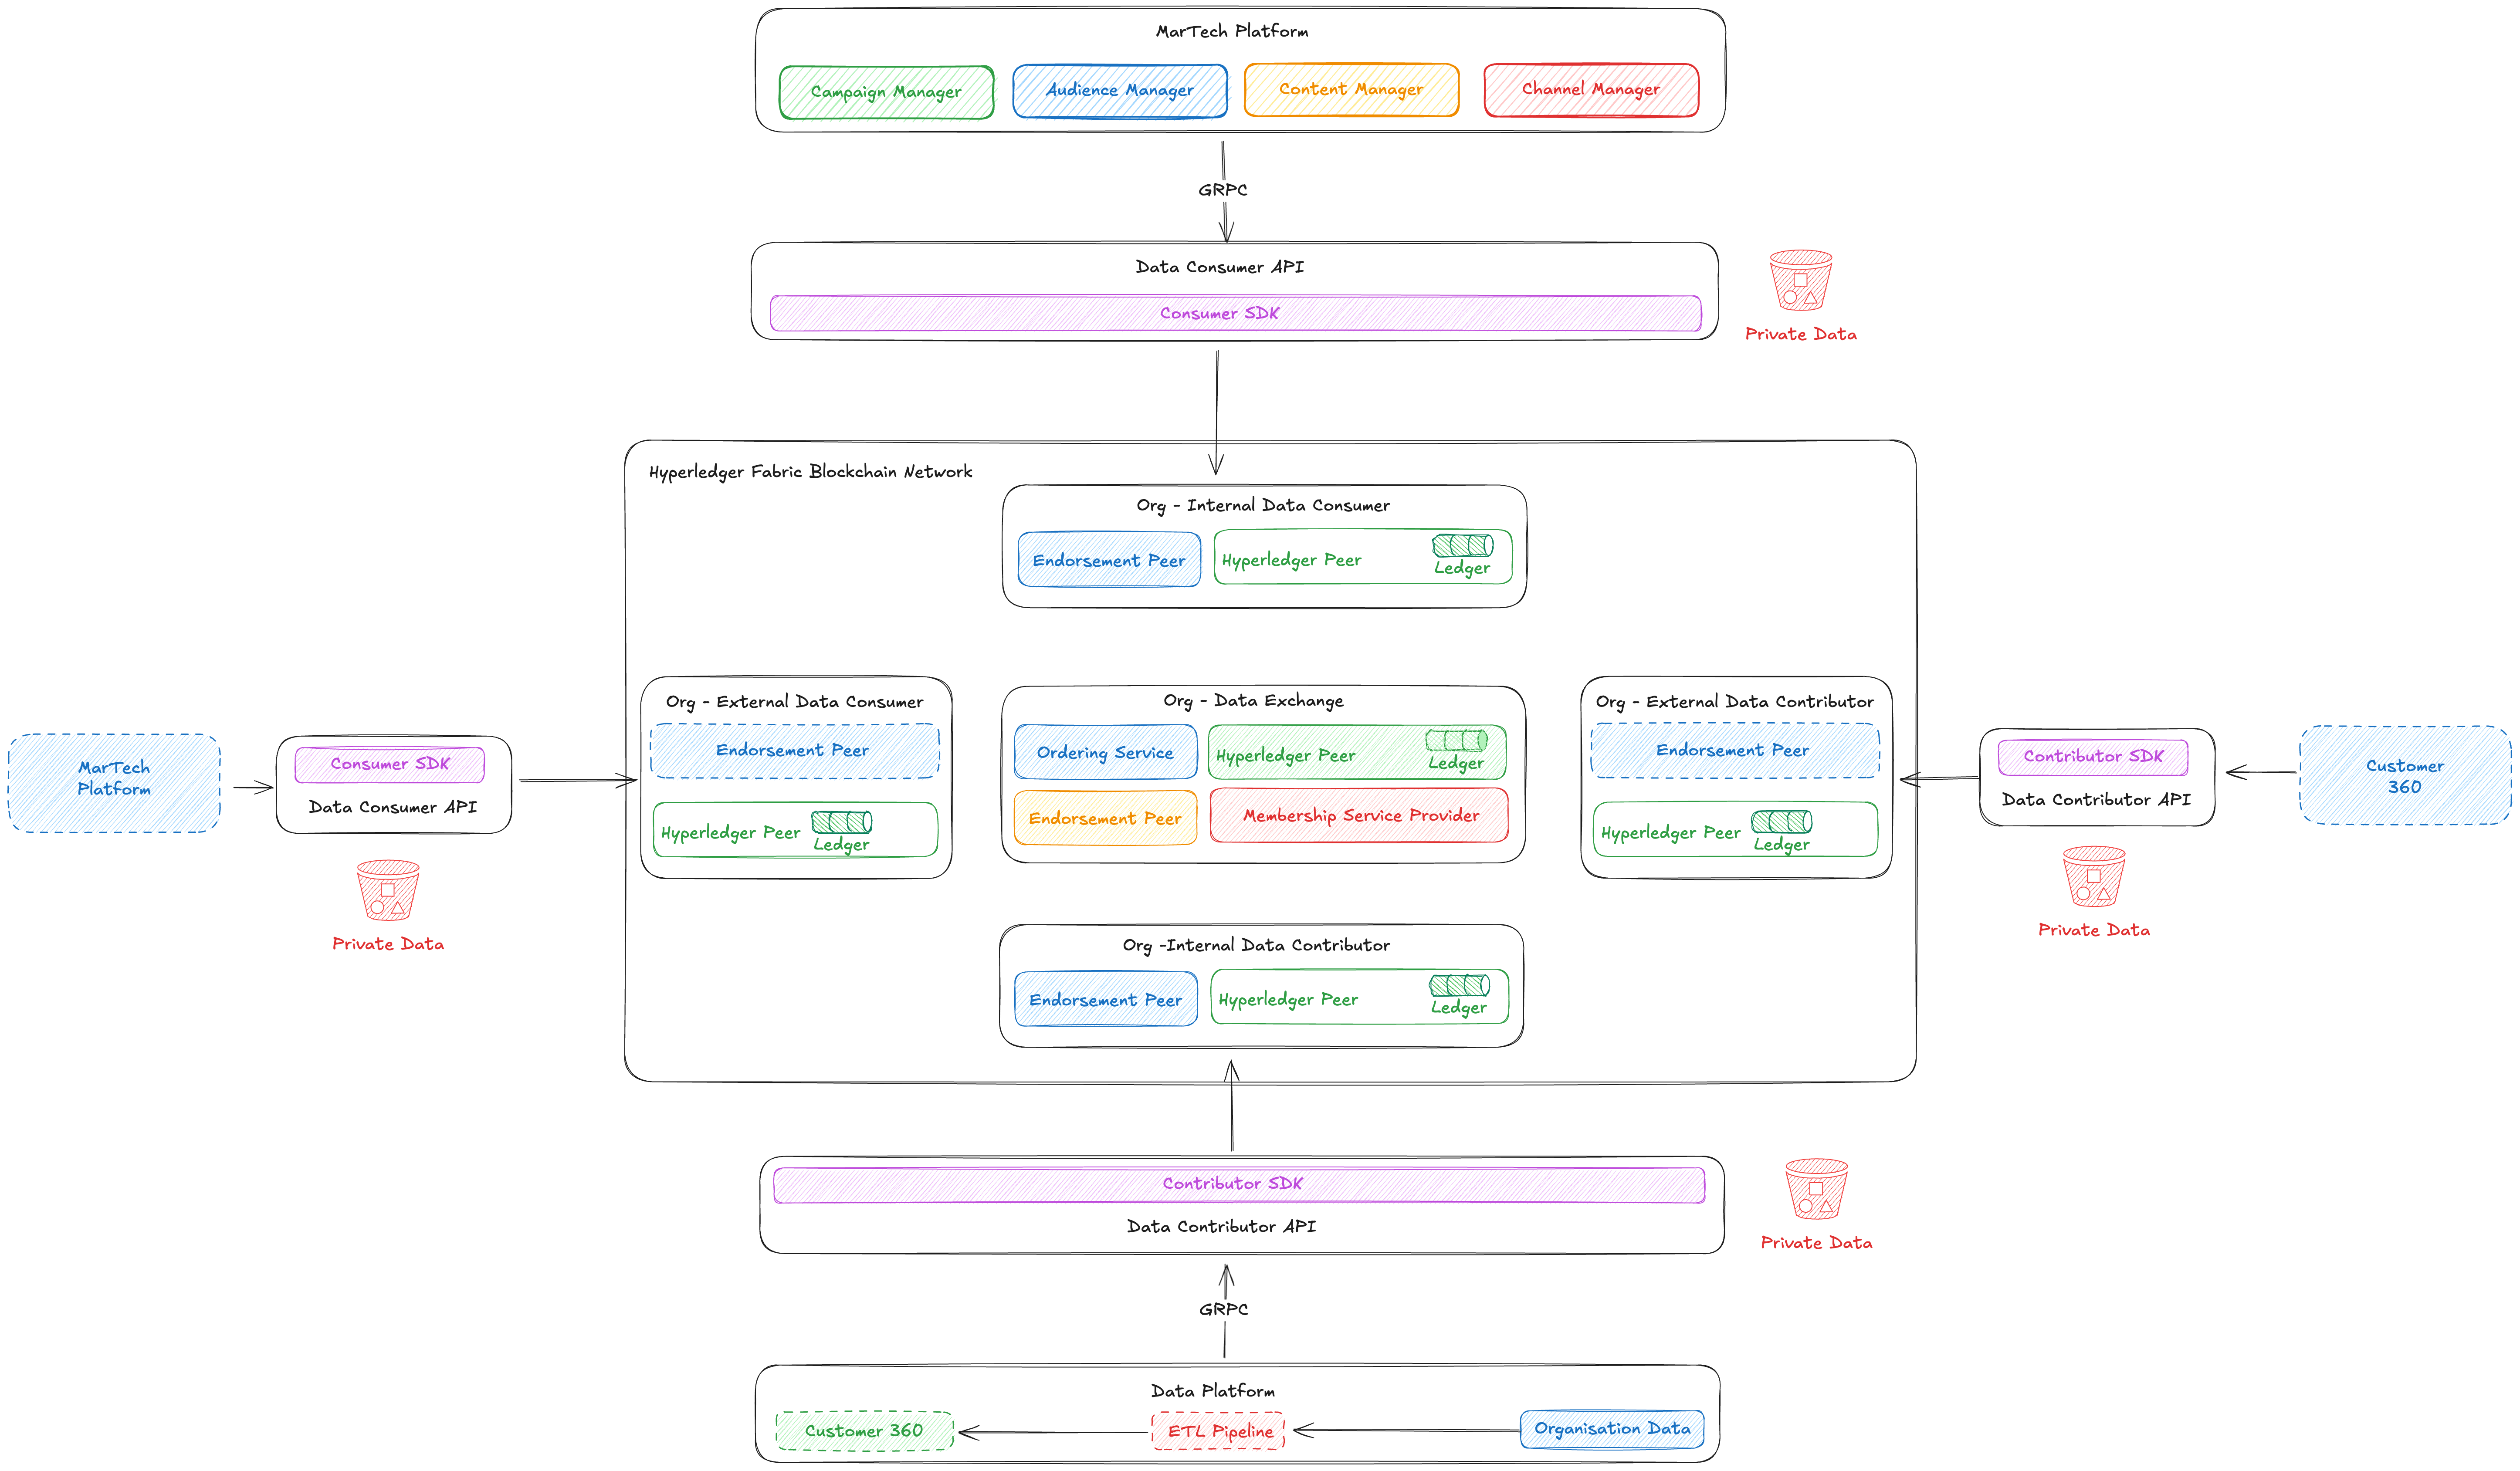 MarTech Platform
Campaign Manager
Audience Manager
Content Manager
Channel Manager
GRPC
Data Consumer API
Consumer SDK
Private Data
Hyperledger Fabric Blockchain Network
Org - Internal Data Consumer
Endorsement Peer
Hyperledger Peer
Ledger
Org - External Data Consumer
Endorsement Peer
Hyperledger Peer
Ledger
Org - Data Exchange
Ordering Service
Hyperledger Peer
Ledger
Endorsement Peer
Membership Service Provider
Org - External Data Contributor
Endorsement Peer
Hyperledger Peer
Ledger
MarTech
Platform
Consumer SDK
Data Consumer API
Private Data
Contributor SDK
Data Contributor API
Private Data
Customer
360
Org -Internal Data Contributor
Endorsement Peer
Hyperledger Peer
Ledger
Contributor SDK
Data Contributor API
Private Data
GRPC
Data Platform
Customer 360
ETL Pipeline
Organisation Data